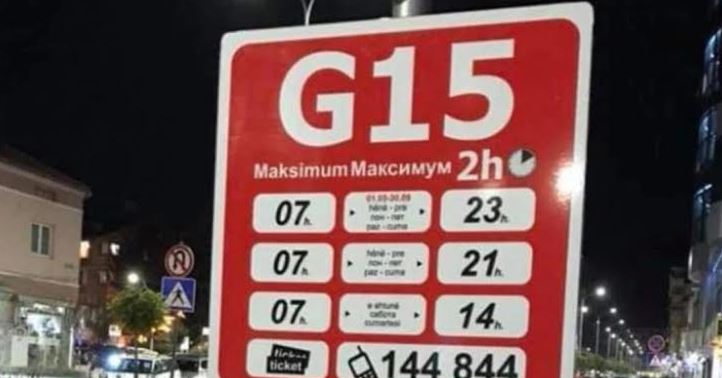 G15
Maksimum Максимум 2h
07h. 01.05-30.09 23h.
hënë - pre
пон - пет
paz - cuma
07h. hënë - pre 21h.
пон - пет
paz - cuma
07h. e shtunë 14h.
сабота
cumartesi
ticket 144 844